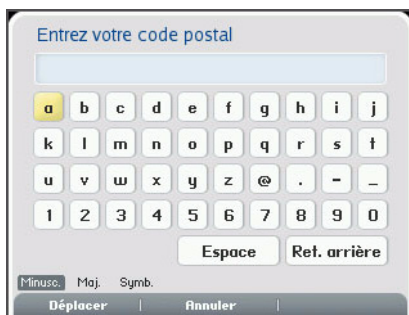 Entrez votre code postal
a b c d e f g h i j
k l m n o p q r s t
u v w x y z @ . - _
1 2 3 4 5 6 7 8 9 0
Espace Ret. arrière
Minusc. Maj. Symb.
Déplacer | Annuler |